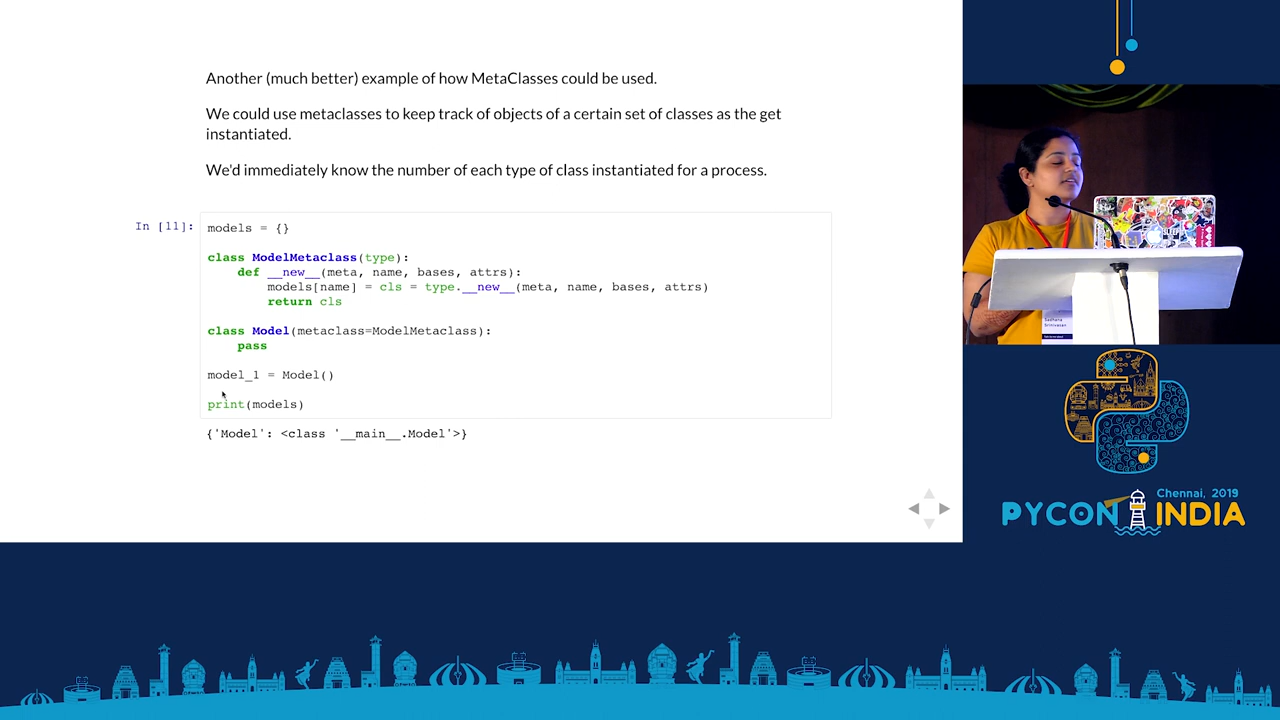 Another (much better) example of how MetaClasses could be used.
We could use metaclasses to keep track of objects of a certain set of classes as the get
instantiated.
We'd immediately know the number of each type of class instantiated for a process.
In [11]:
models = {}
class ModelMetaclass(type):
    def __new__(meta, name, bases, attrs):
        models[name] = cls = type.__new__(meta, name, bases, attrs)
        return cls
class Model(metaclass=ModelMetaclass):
    pass
model_1 = Model()
print(models)
{'Model': <class '__main__.Model'>}
Sadhana
Srinivasan
Chennai, 2019
PYCON INDIA